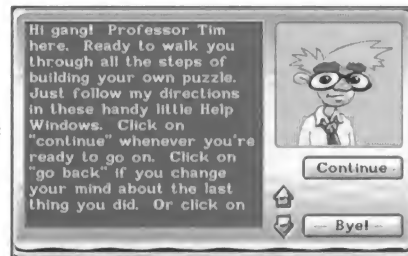 Hi gang! Professor Tim
here. Ready to walk you
through all the steps of
building your own puzzle.
Just follow my directions
in these handy little Help
Windows. Click on
"continue" whenever you're
ready to go on. Click on
"go back" if you change
your mind about the last
thing you did. Or click on
Continue
Bye!